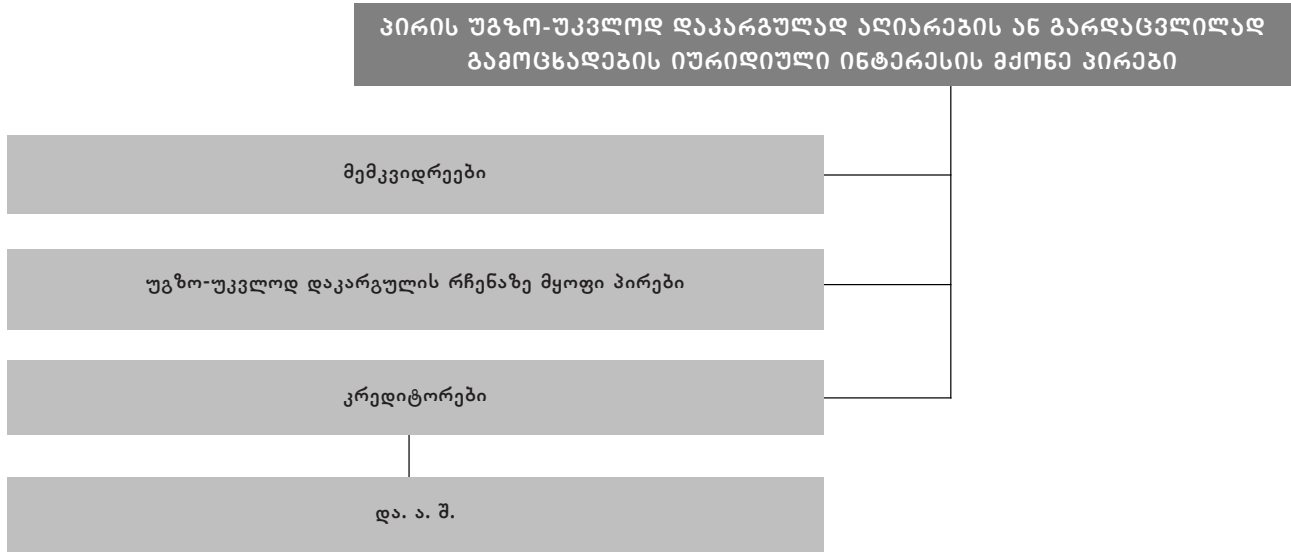 პირის უგზო-უკვლოდ დაკარგულად აღიარების ან გარდაცვლილად
გამოცხადების იურიდიული ინტერესის მქონე პირები
მემკვიდრეები
უგზო-უკვლოდ დაკარგულის რჩენაზე მყოფი პირები
კრედიტორები
და. ა. შ.